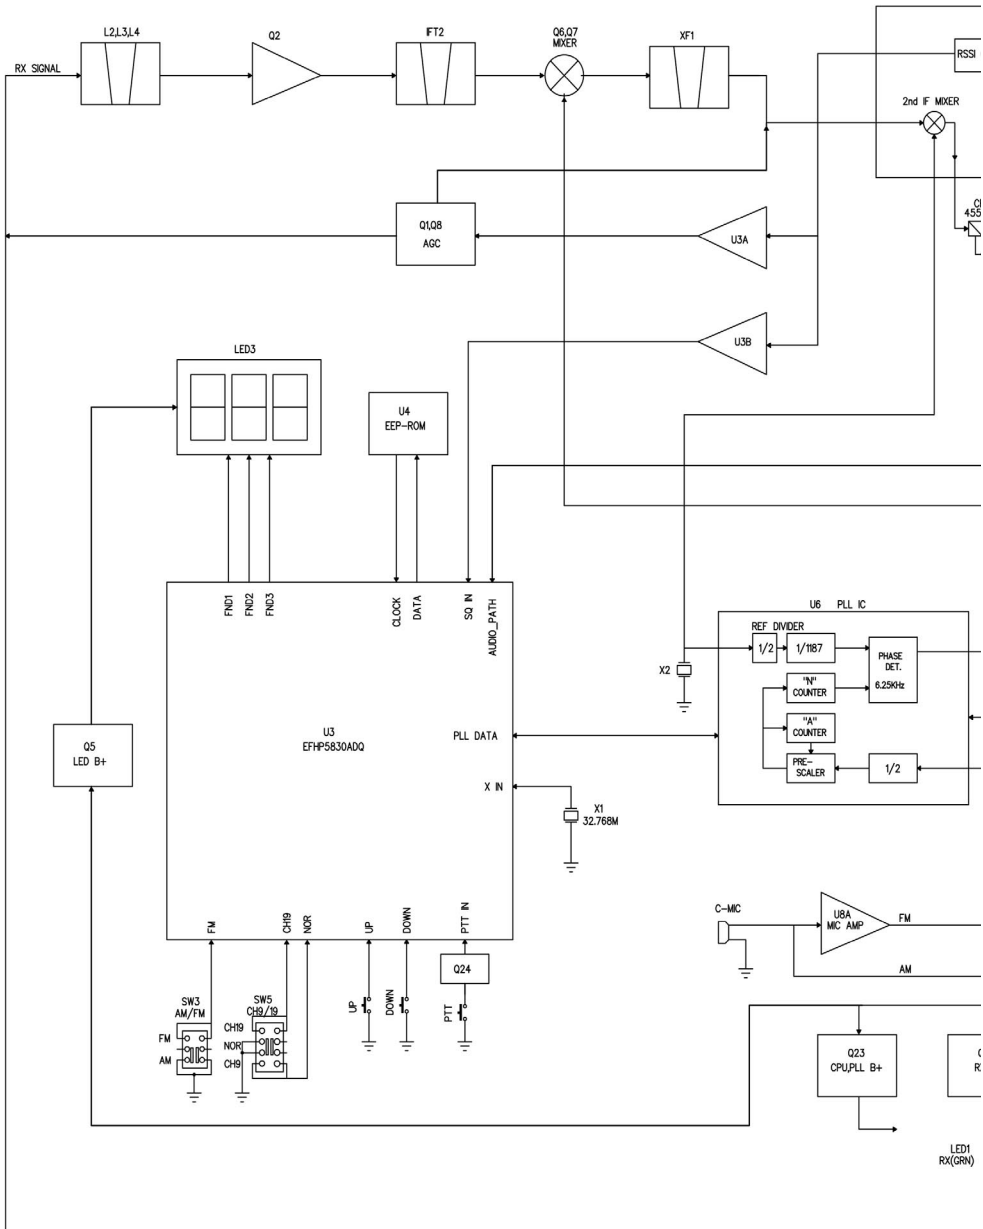 L2,L3,L4
Q2
IFT2
Q6,Q7
MIXER
XF1
RX SIGNAL
RSSI
2nd IF MIXER
Q1,Q8
AGC
U3A
455
U3B
LED3
U4
EEP-ROM
FND1
FND2
FND3
CLOCK
DATA
SQ IN
AUDIO_PATH
U6 PLL IC
REF DIVIDER
1/2
1/1187
PHASE
DET.
6.25KHz
"N"
COUNTER
"A"
COUNTER
PRE-
SCALER
1/2
X2
U3
EFHP5830ADQ
PLL DATA
X IN
X1
32.768M
Q5
LED B+
FM
CH19
NOR
UP
DOWN
PTT IN
Q24
C-MIC
U8A
MIC AMP
FM
AM
SW3
AM/FM
FM
AM
SW5
CH9/19
CH19
NOR
CH9
UP
DOWN
PTT
Q23
CPU,PLL B+
LED1
RX(GRN)